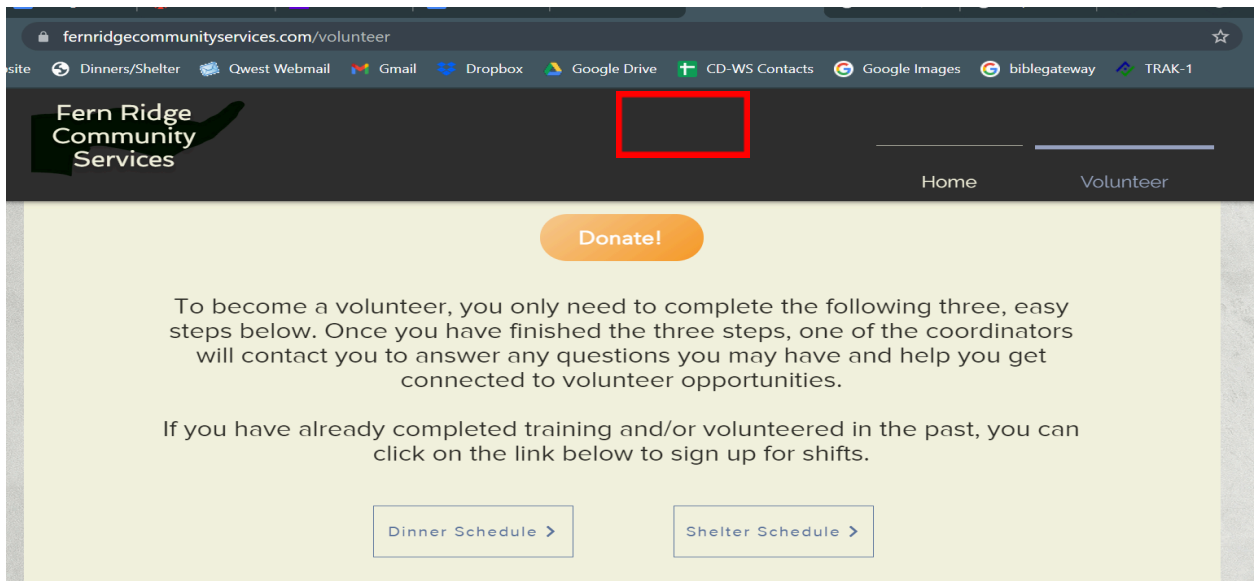 fernridgecommunityservices.com/volunteer
site Dinners/Shelter Qwest Webmail Gmail Dropbox Google Drive CD-WS Contacts Google Images biblegateway TRAK-1
Fern Ridge
Community
Services
Home Volunteer
Donate!
To become a volunteer, you only need to complete the following three, easy
steps below. Once you have finished the three steps, one of the coordinators
will contact you to answer any questions you may have and help you get
connected to volunteer opportunities.
If you have already completed training and/or volunteered in the past, you can
click on the link below to sign up for shifts.
Dinner Schedule > Shelter Schedule >